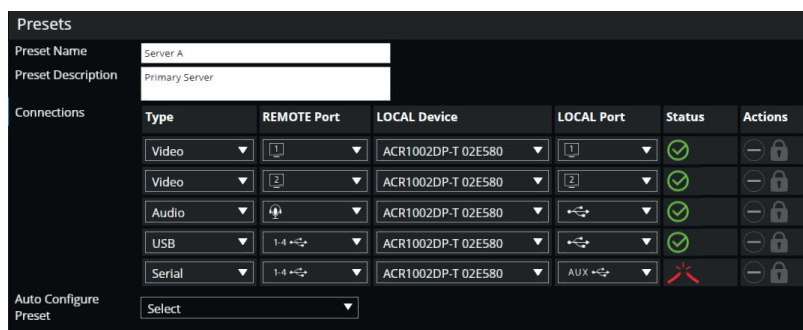 Presets
Preset Name Server A
Preset Description Primary Server
Connections Type REMOTE Port LOCAL Device LOCAL Port Status Actions
Video 1 ACR1002DP-T 02E580 1
Video 2 ACR1002DP-T 02E580 2
Audio ACR1002DP-T 02E580
USB 1-4 ACR1002DP-T 02E580
Serial 1-4 ACR1002DP-T 02E580 AUX
Auto Configure
Preset Select